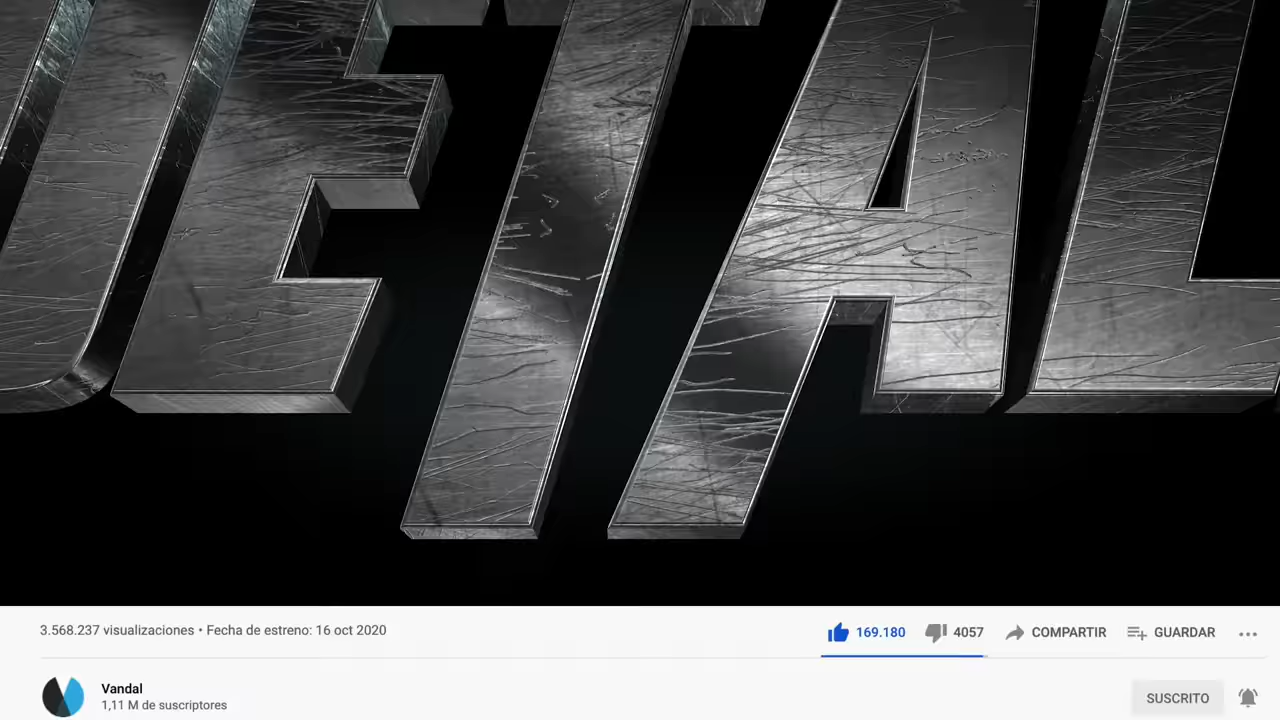 ETAL
3.568.237 visualizaciones • Fecha de estreno: 16 oct 2020
169.180
4057
COMPARTIR
GUARDAR
Vandal
1,11 M de suscriptores
SUSCRITO